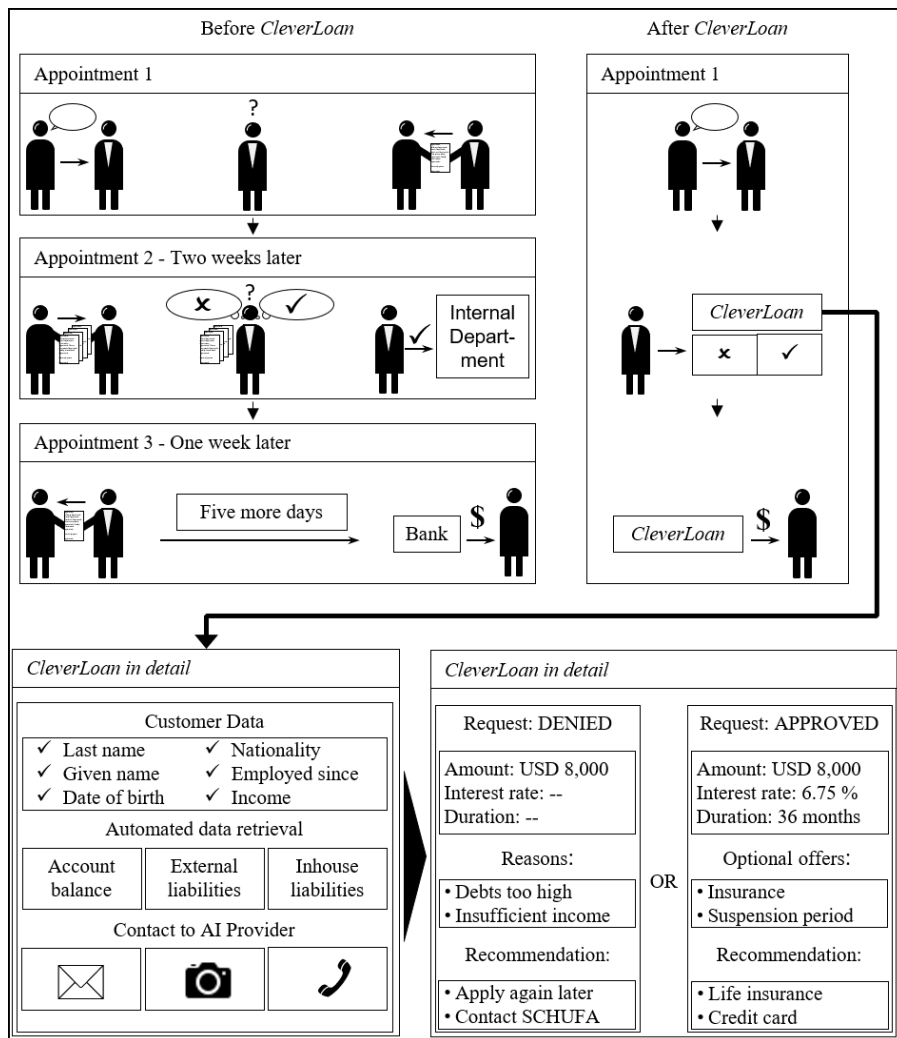 Before CleverLoan
After CleverLoan
Appointment 1
?
Appointment 2 - Two weeks later
?
Internal
Depart-
ment
Appointment 3 - One week later
Five more days
Bank
$
Appointment 1
CleverLoan
CleverLoan
$
CleverLoan in detail
Customer Data
✓ Last name
✓ Given name
✓ Date of birth
✓ Nationality
✓ Employed since
✓ Income
Automated data retrieval
Account
balance
External
liabilities
Inhouse
liabilities
Contact to AI Provider
CleverLoan in detail
Request: DENIED
Amount: USD 8,000
Interest rate: --
Duration: --
Reasons:
• Debts too high
• Insufficient income
Recommendation:
• Apply again later
• Contact SCHUFA
OR
Request: APPROVED
Amount: USD 8,000
Interest rate: 6.75 %
Duration: 36 months
Optional offers:
• Insurance
• Suspension period
Recommendation:
• Life insurance
• Credit card